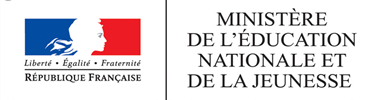 Liberté • Égalité • Fraternité
RÉPUBLIQUE FRANÇAISE
MINISTÈRE
DE L'ÉDUCATION
NATIONALE ET
DE LA JEUNESSE